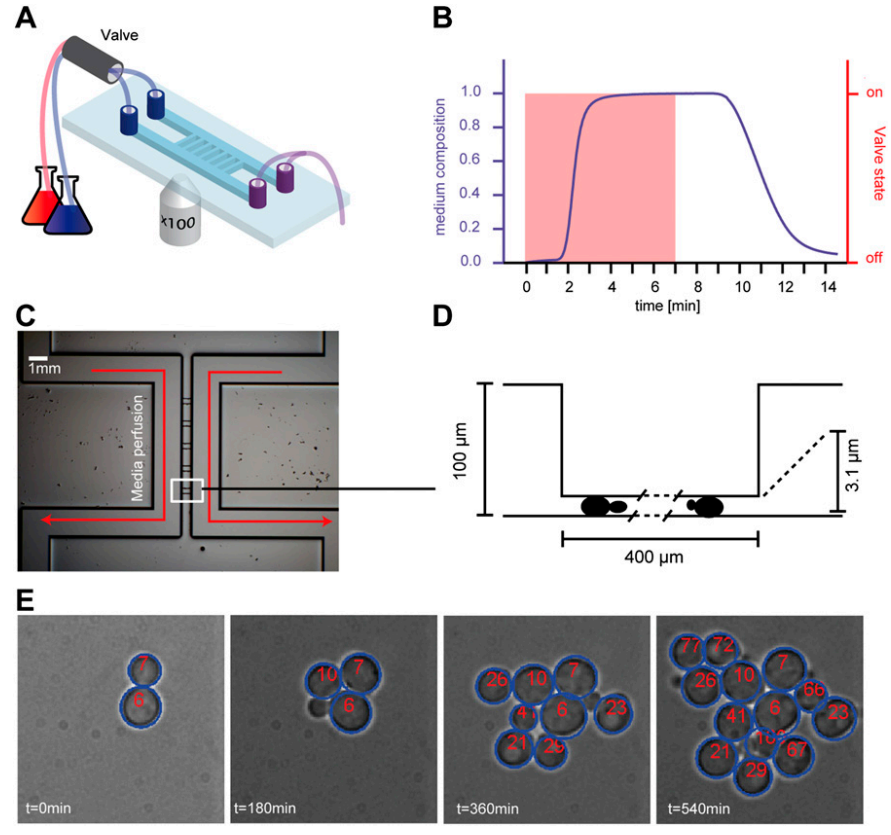 A
Valve
x100
B
medium composition
1.0
0.8
0.6
0.4
0.2
0.0
on
Valve state
off
0 2 4 6 8 10 12 14
time [min]
C
1mm
Media perfusion
D
100 µm
3.1 µm
400 µm
E
7
6
t=0min
10 7
6
t=180min
26 10 7
4 6 23
21 29
t=360min
77 72
26 10 7
66
41 6 23
21 67
29
t=540min